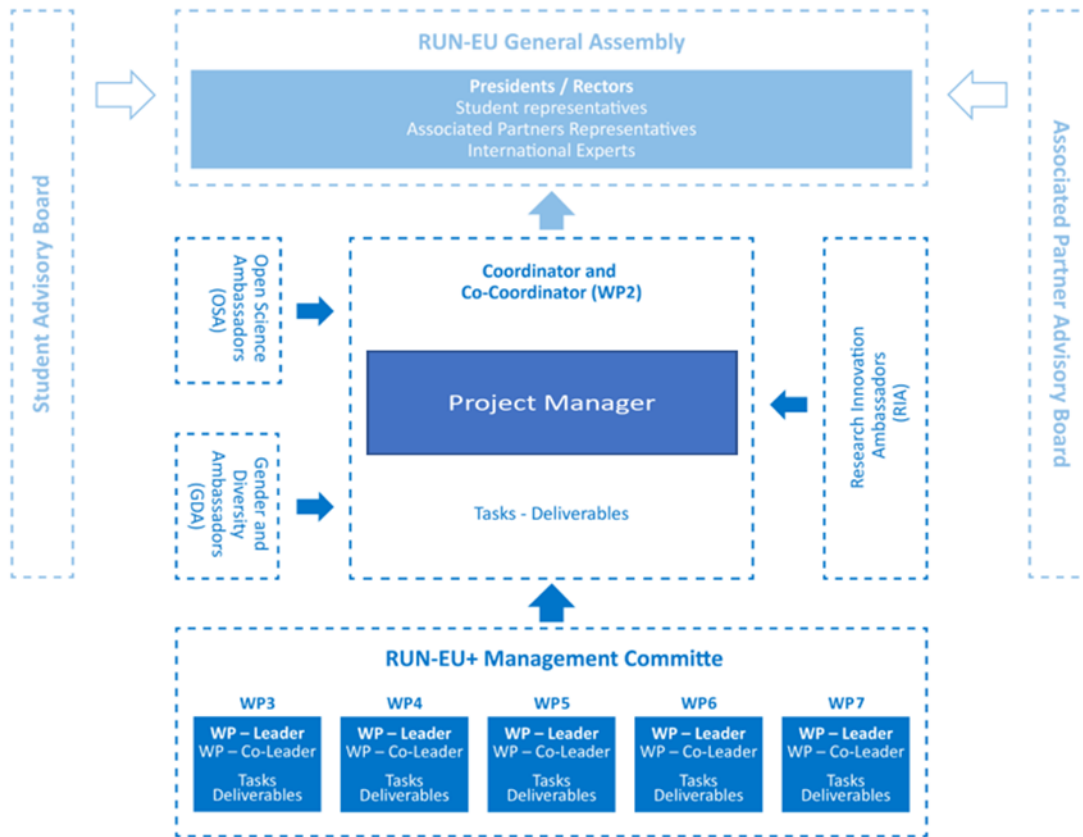 RUN-EU General Assembly
Presidents / Rectors
Student representatives
Associated Partners Representatives
International Experts
Student Advisory Board
Associated Partner Advisory Board
Open Science
Ambassadors
(OSA)
Gender and
Diversity
Ambassadors
(GDA)
Coordinator and
Co-Coordinator (WP2)
Project Manager
Tasks - Deliverables
Research Innovation
Ambassadors
(RIA)
RUN-EU+ Management Committe
WP3
WP – Leader
WP – Co-Leader
Tasks
Deliverables
WP4
WP – Leader
WP – Co-Leader
Tasks
Deliverables
WP5
WP – Leader
WP – Co-Leader
Tasks
Deliverables
WP6
WP – Leader
WP – Co-Leader
Tasks
Deliverables
WP7
WP – Leader
WP – Co-Leader
Tasks
Deliverables